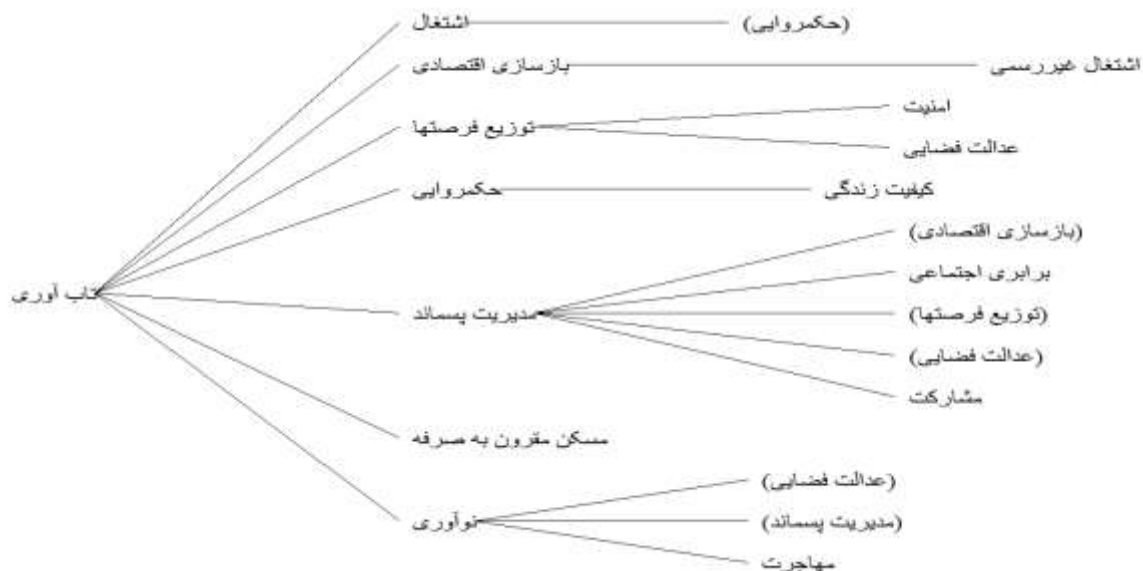 اشتغال (حکمروایی)
بازسازی اقتصادی اشتغال غیررسمی
امنیت
توزیع فرصتها
عدالت فضایی
حکمروایی کیفیت زندگی
(بازسازی اقتصادی)
برابری اجتماعی
تاب آوری
مدیریت پسماند (توزیع فرصتها)
(عدالت فضایی)
مشارکت
مسکن مقرون به صرفه
(عدالت فضایی)
نوآوری (مدیریت پسماند)
مهاجرت